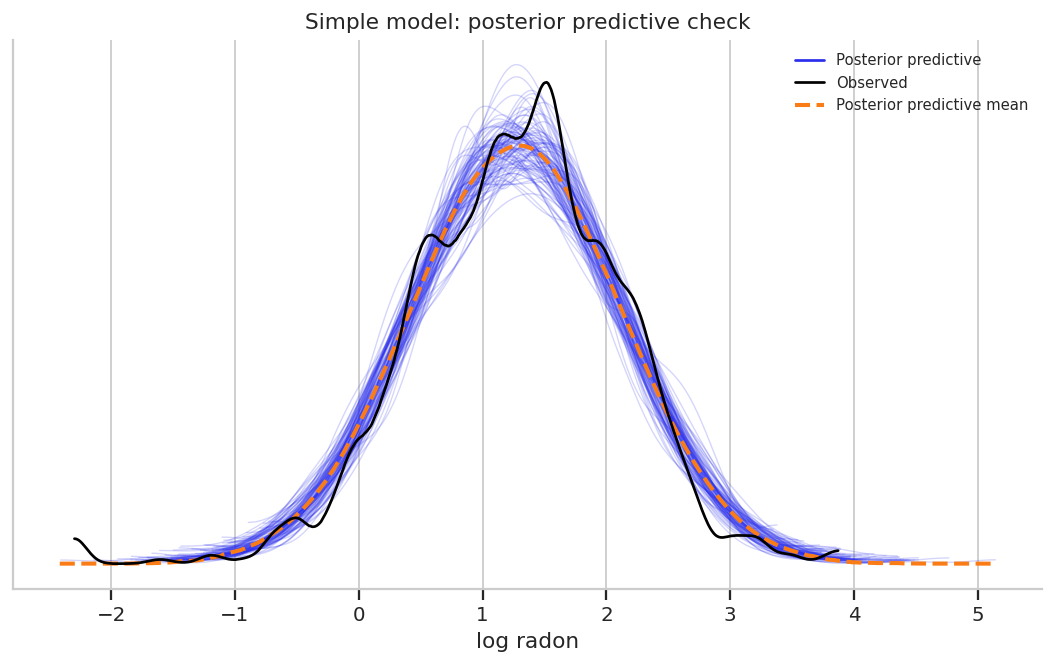 Simple model: posterior predictive check
Posterior predictive
Observed
Posterior predictive mean
−2 −1 0 1 2 3 4 5
log radon